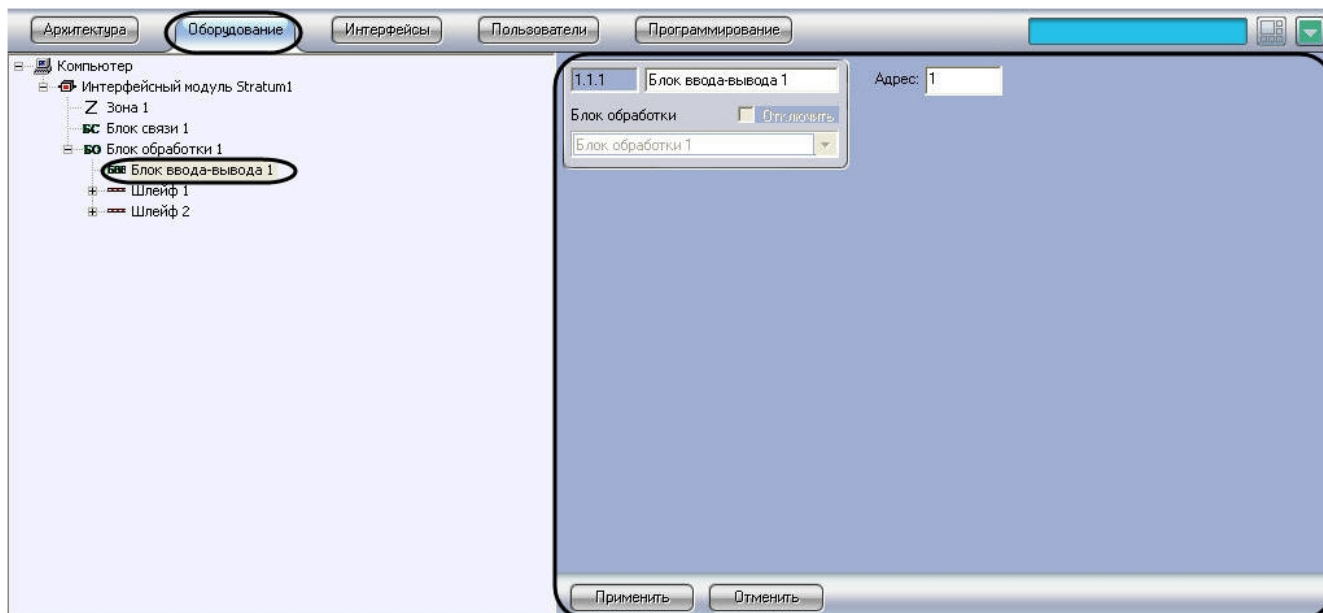 Архитектура Оборудование Интерфейсы Пользователи Программирование
Компьютер
Интерфейсный модуль Stratum1
Z Зона 1
БС Блок связи 1
БО Блок обработки 1
БВВ Блок ввода-вывода 1
Шлейф 1
Шлейф 2
1.1.1 Блок ввода-вывода 1 Адрес: 1
Блок обработки Отключить
Блок обработки 1
Применить Отменить